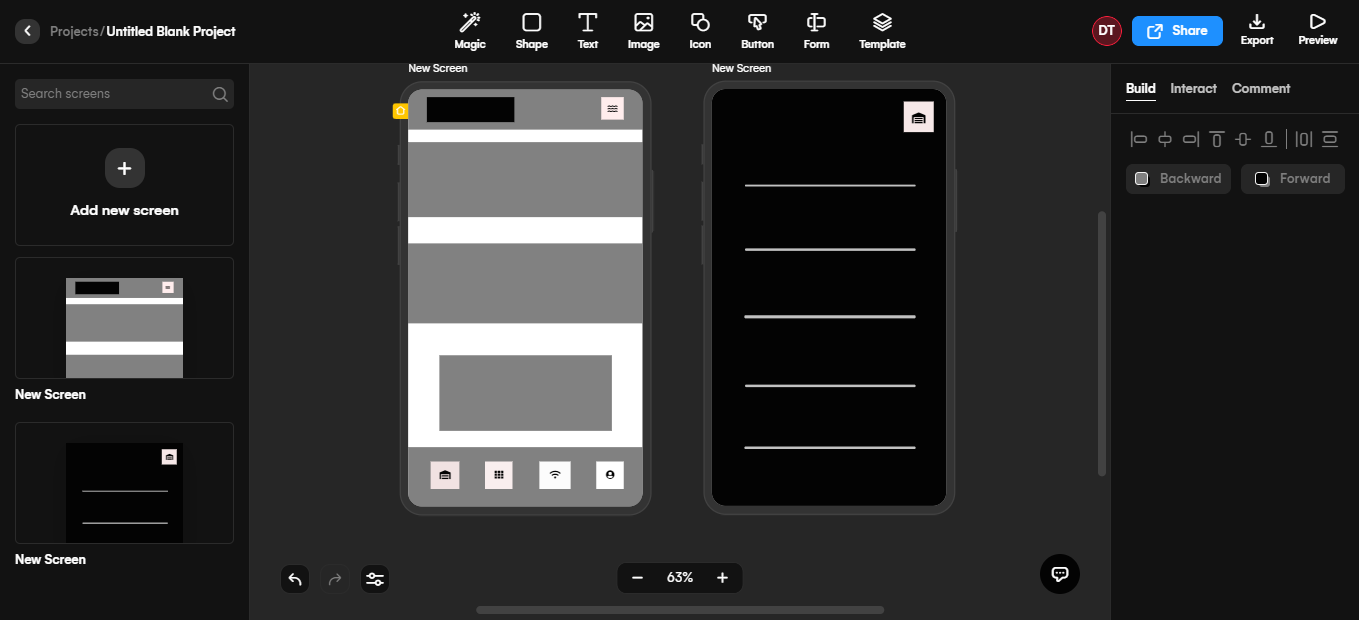 Projects/Untitled Blank Project
Magic
Shape
Text
Image
Icon
Button
Form
Template
DT
Share
Export
Preview
Search screens
Add new screen
New Screen
New Screen
New Screen
New Screen
63%
Build
Interact
Comment
Backward
Forward